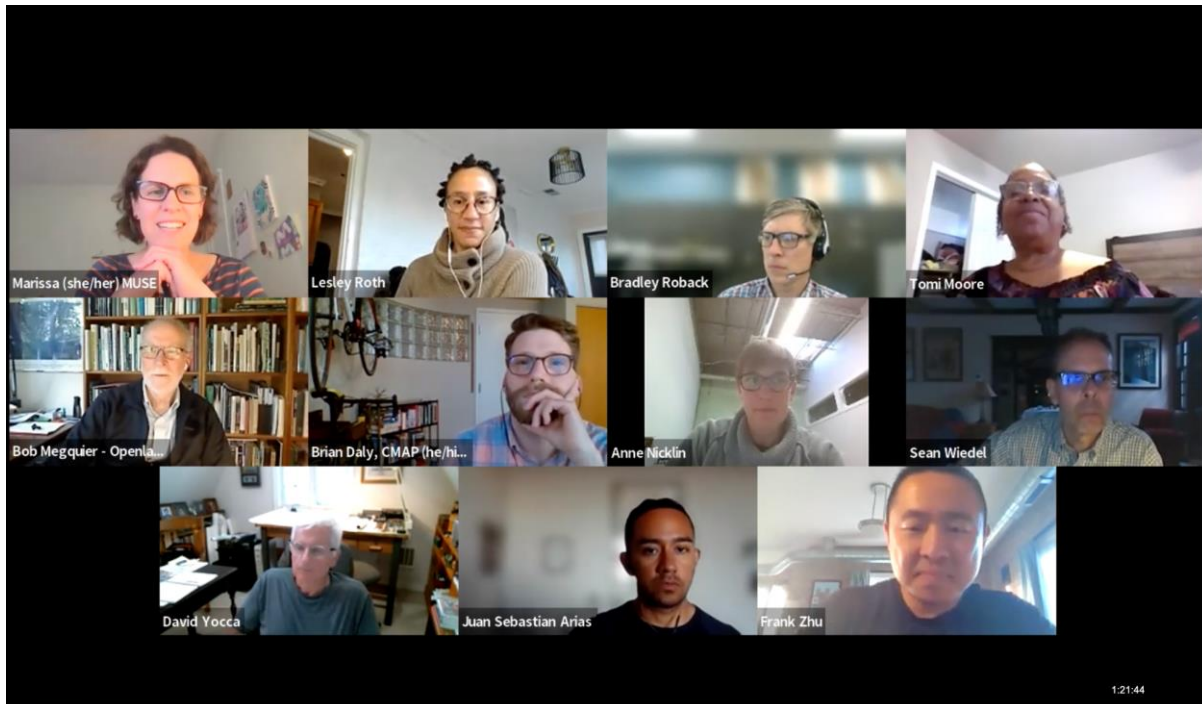 Marissa (she/her) MUSE
Lesley Roth
Bradley Roback
Tomi Moore
Bob Megquier - Openla...
Brian Daly, CMAP (he/hi...
Anne Nicklin
Sean Wiedel
David Yocca
Juan Sebastian Arias
Frank Zhu
1:21:44